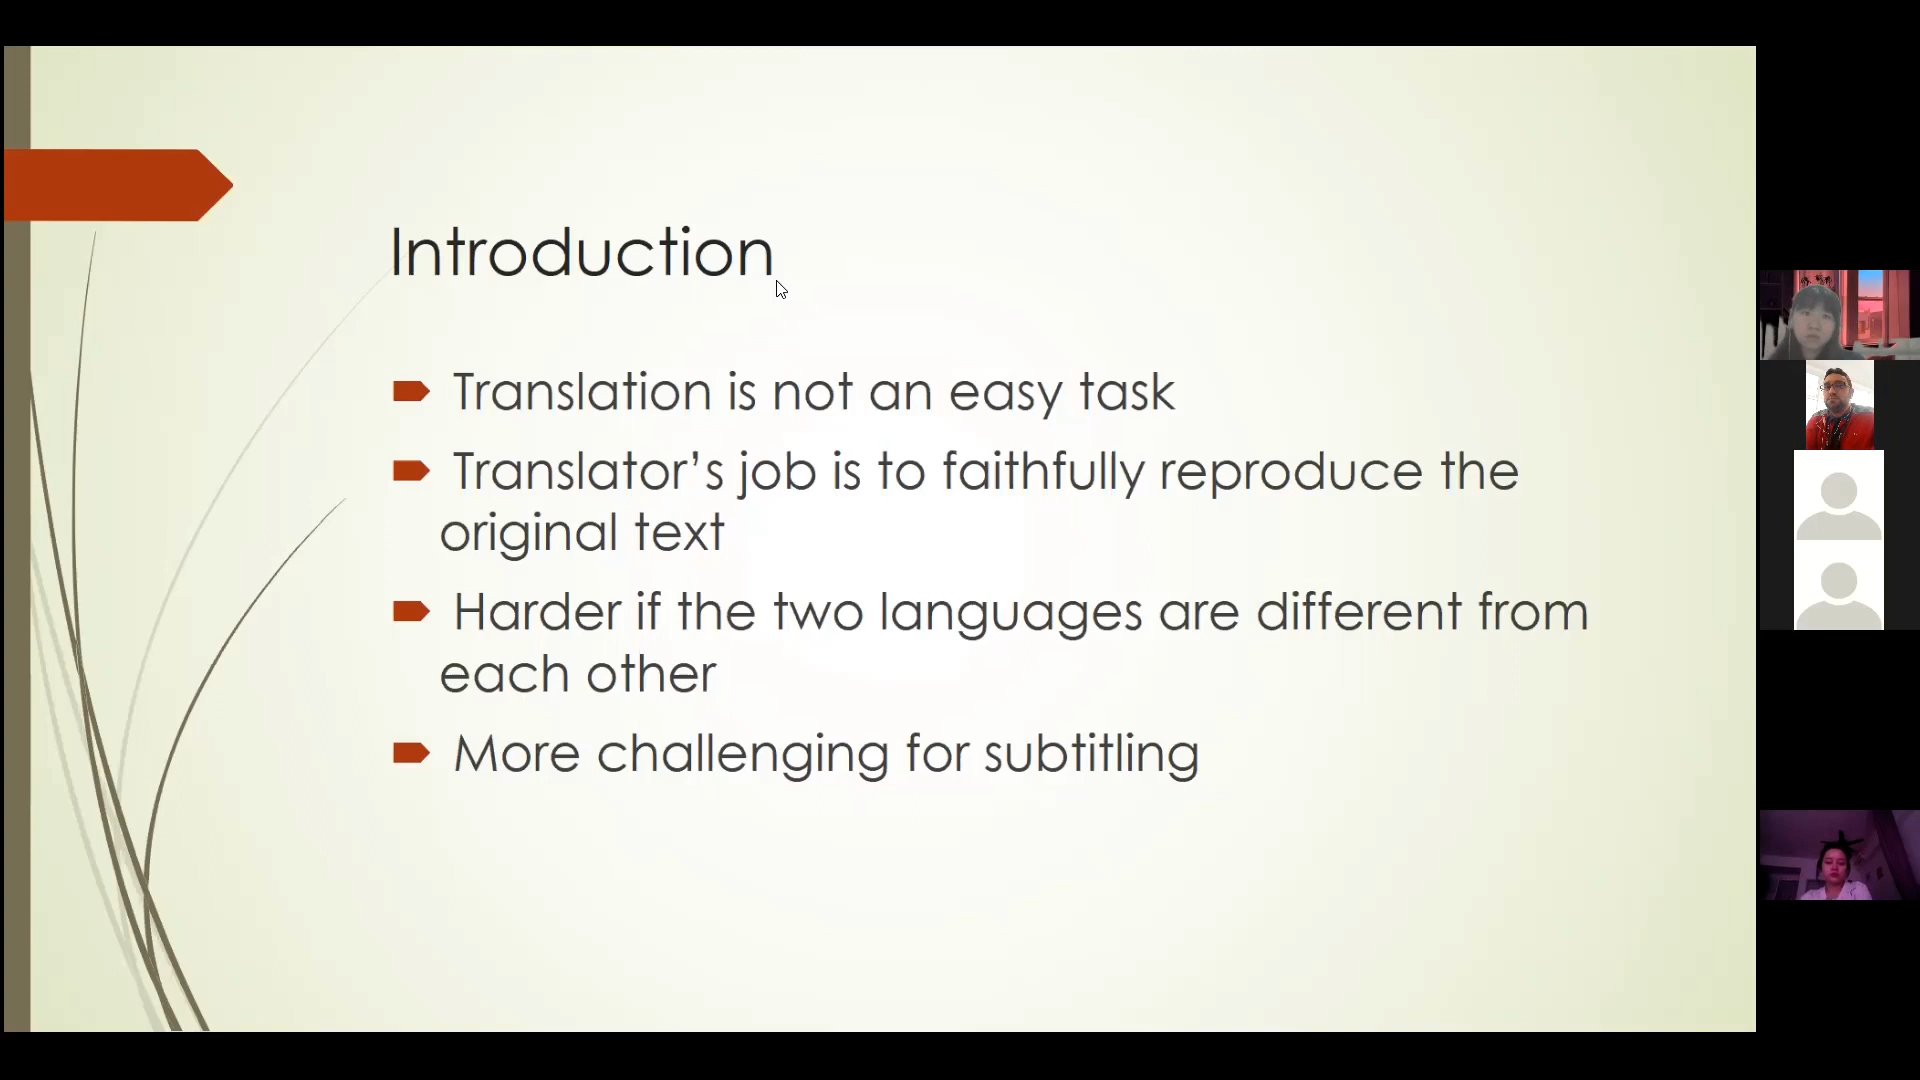 Introduction
Translation is not an easy task
Translator’s job is to faithfully reproduce the
original text
Harder if the two languages are different from
each other
More challenging for subtitling